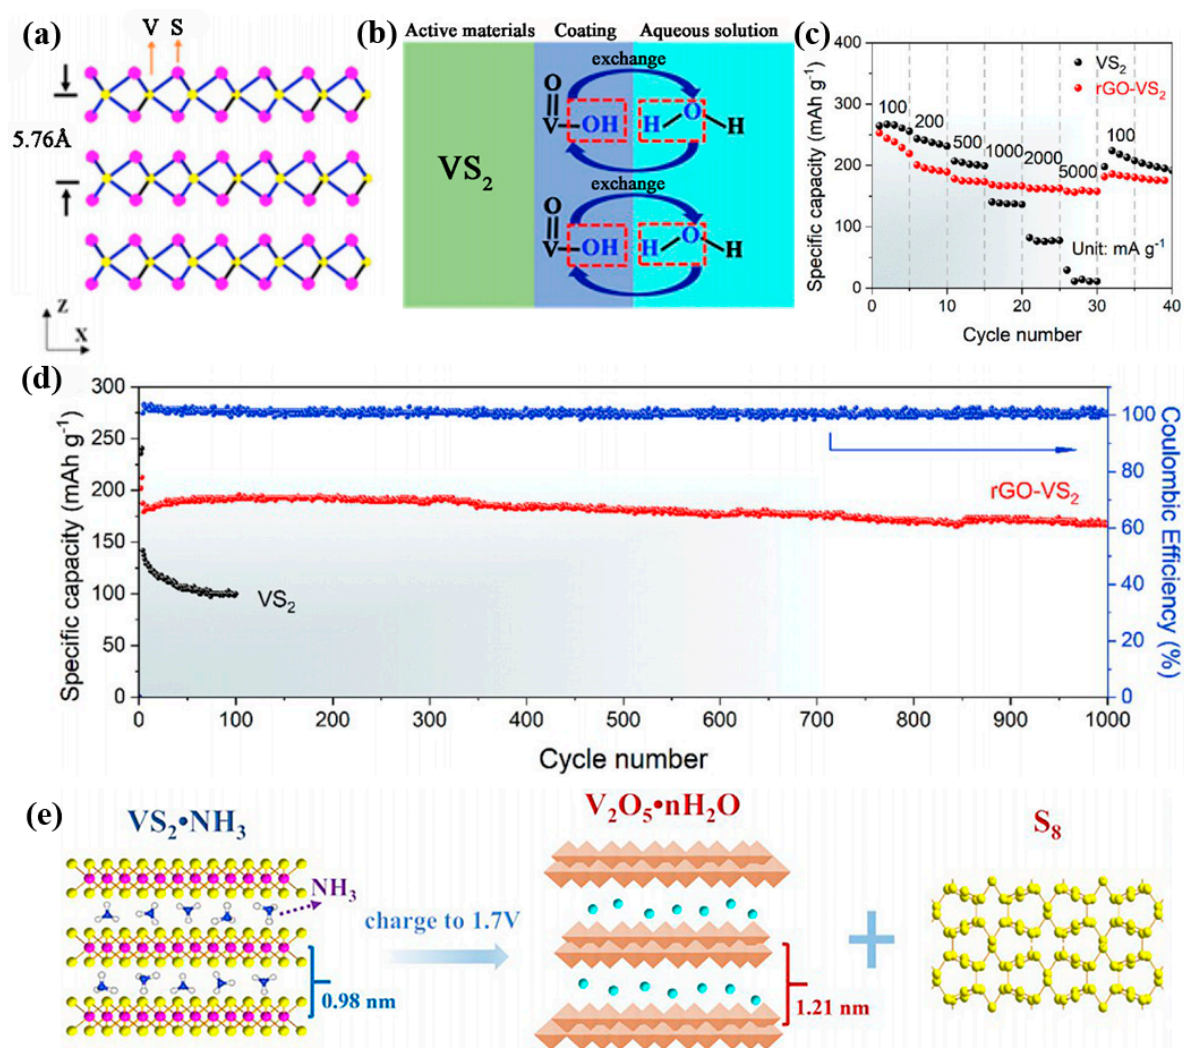 (a)
V S
5.76Å
Z
X
(b)
Active materials Coating Aqueous solution
exchange
O
V-OH H O H
VS₂
exchange
O
V-OH H O H
(c)
Specific capacity (mAh g⁻¹)
400
300
200
100
0
VS₂
rGO-VS₂
100
200
500
1000
2000
5000
100
Unit: mA g⁻¹
0 10 20 30 40
Cycle number
(d)
Specific capacity (mAh g⁻¹)
300
250
200
150
100
50
0
rGO-VS₂
VS₂
100
80
60
40
20
0
Coulombic Efficiency (%)
0 100 200 300 400 500 600 700 800 900 1000
Cycle number
(e)
VS₂•NH₃
NH₃
0.98 nm
charge to 1.7V
V₂O₅•nH₂O
1.21 nm
+
S₈